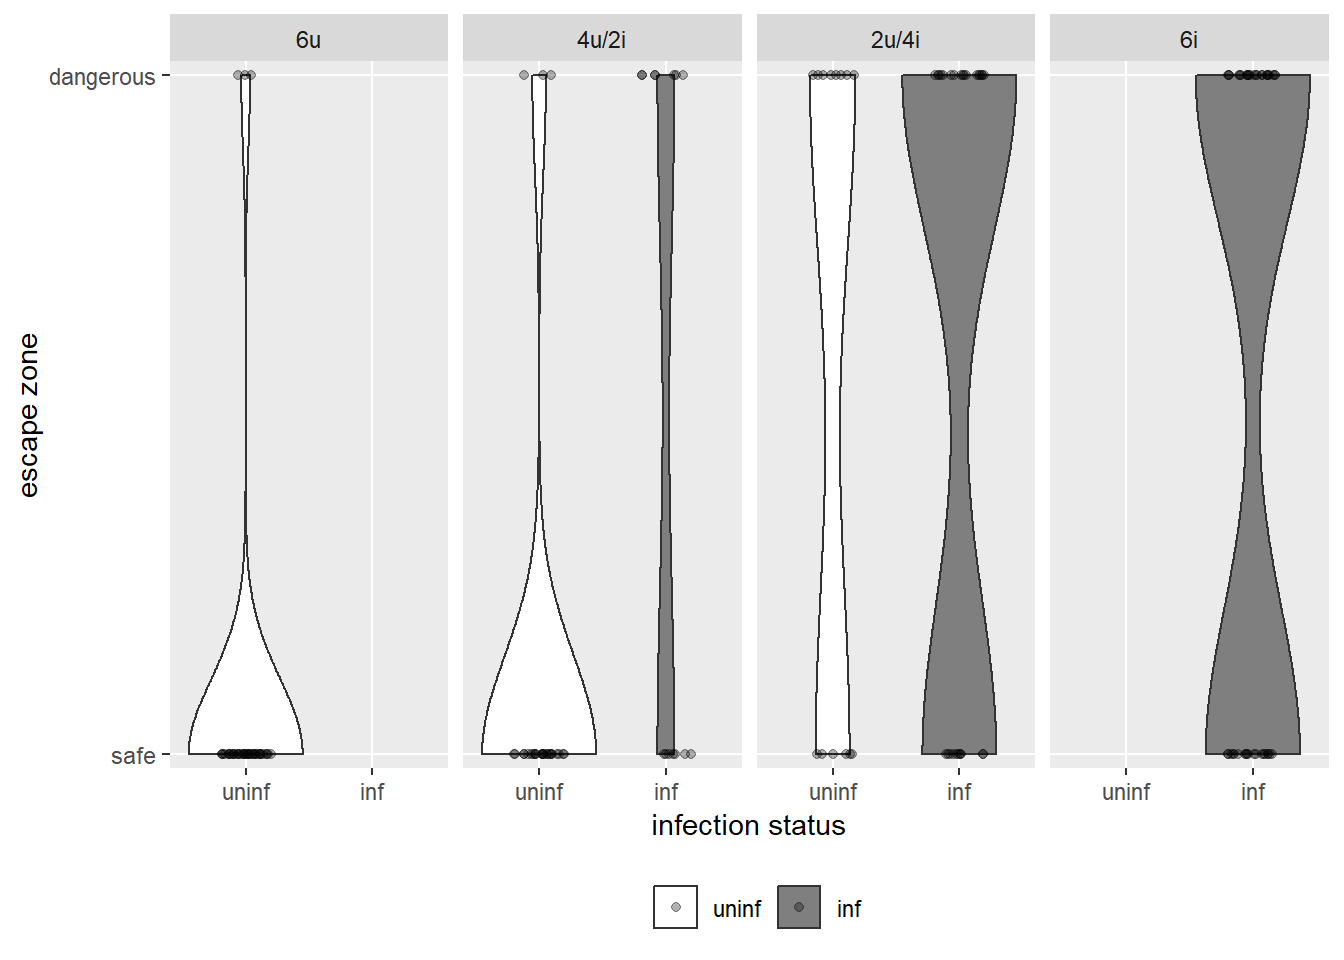 6u 4u/2i 2u/4i 6i
dangerous
escape zone
safe
uninf inf uninf inf uninf inf uninf inf
infection status
uninf inf